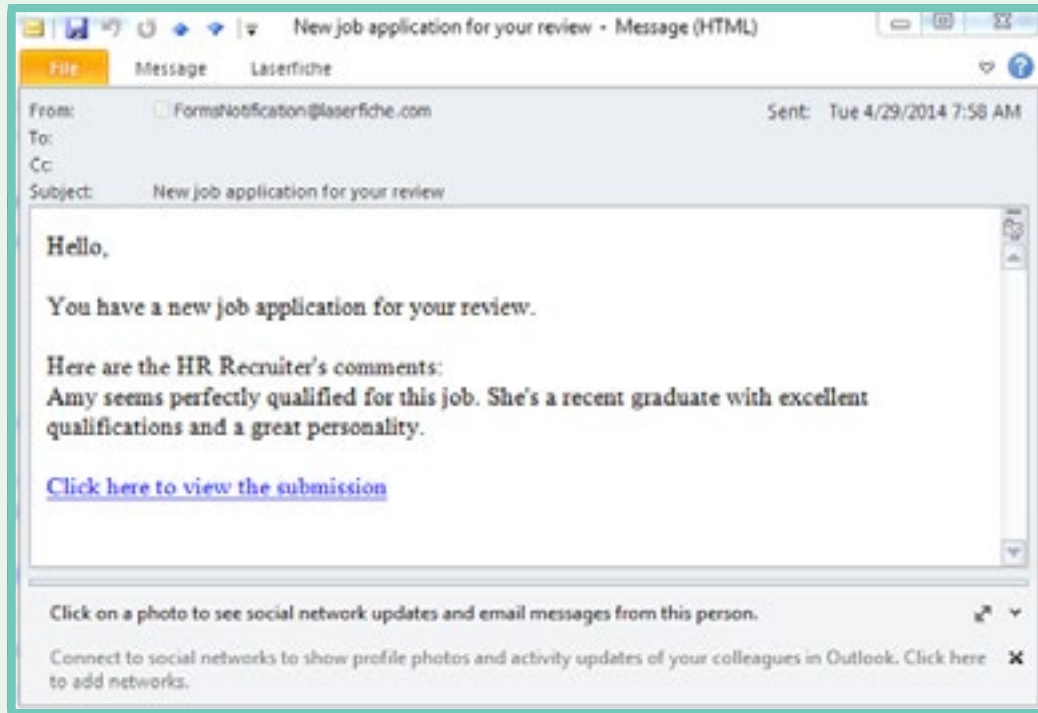 New job application for your review - Message (HTML)
File Message Laserfiche
From: FormsNotification@laserfiche.com Sent: Tue 4/29/2014 7:58 AM
To:
Cc:
Subject: New job application for your review
Hello,
You have a new job application for your review.
Here are the HR Recruiter's comments:
Amy seems perfectly qualified for this job. She's a recent graduate with excellent
qualifications and a great personality.
Click here to view the submission
Click on a photo to see social network updates and email messages from this person.
Connect to social networks to show profile photos and activity updates of your colleagues in Outlook. Click here
to add networks.